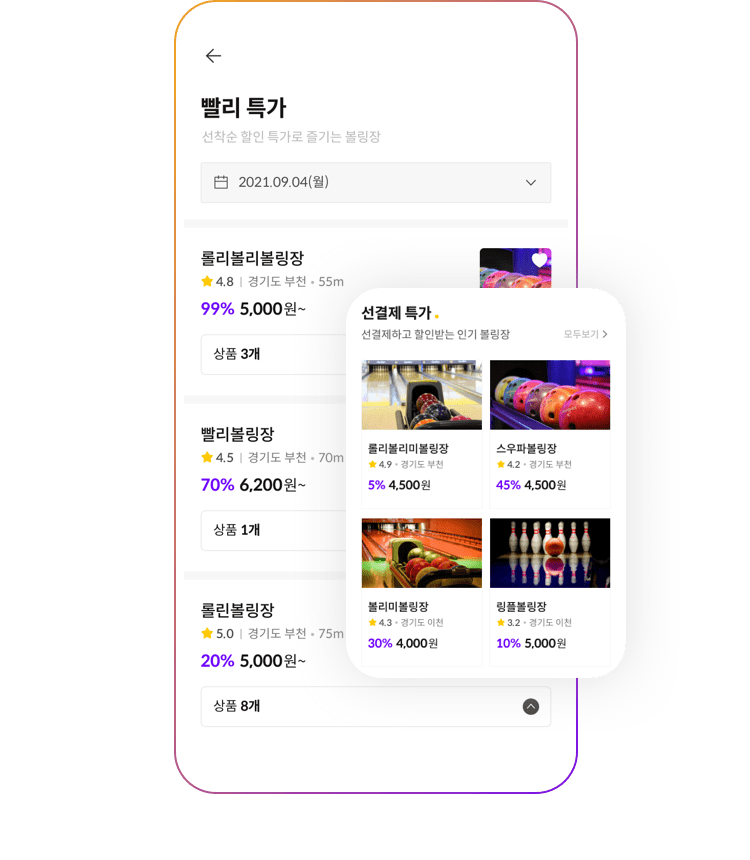 빨리 특가
선착순 할인 특가로 즐기는 볼링장
2021.09.04(월)
롤리볼리볼링장
4.8 | 경기도 부천 • 55m
99% 5,000원~
상품 3개
빨리볼링장
4.5 | 경기도 부천 • 70m
70% 6,200원~
상품 1개
롤린볼링장
5.0 | 경기도 부천 • 75m
20% 5,000원~
상품 8개
선결제 특가
선결제하고 할인받는 인기 볼링장
모두보기
롤리볼리미볼링장
4.9 • 경기도 부천
5% 4,500원
스우파볼링장
4.2 • 경기도 부천
45% 4,500원
볼리미볼링장
4.3 • 경기도 이천
30% 4,000원
링플볼링장
3.2 • 경기도 이천
10% 5,000원